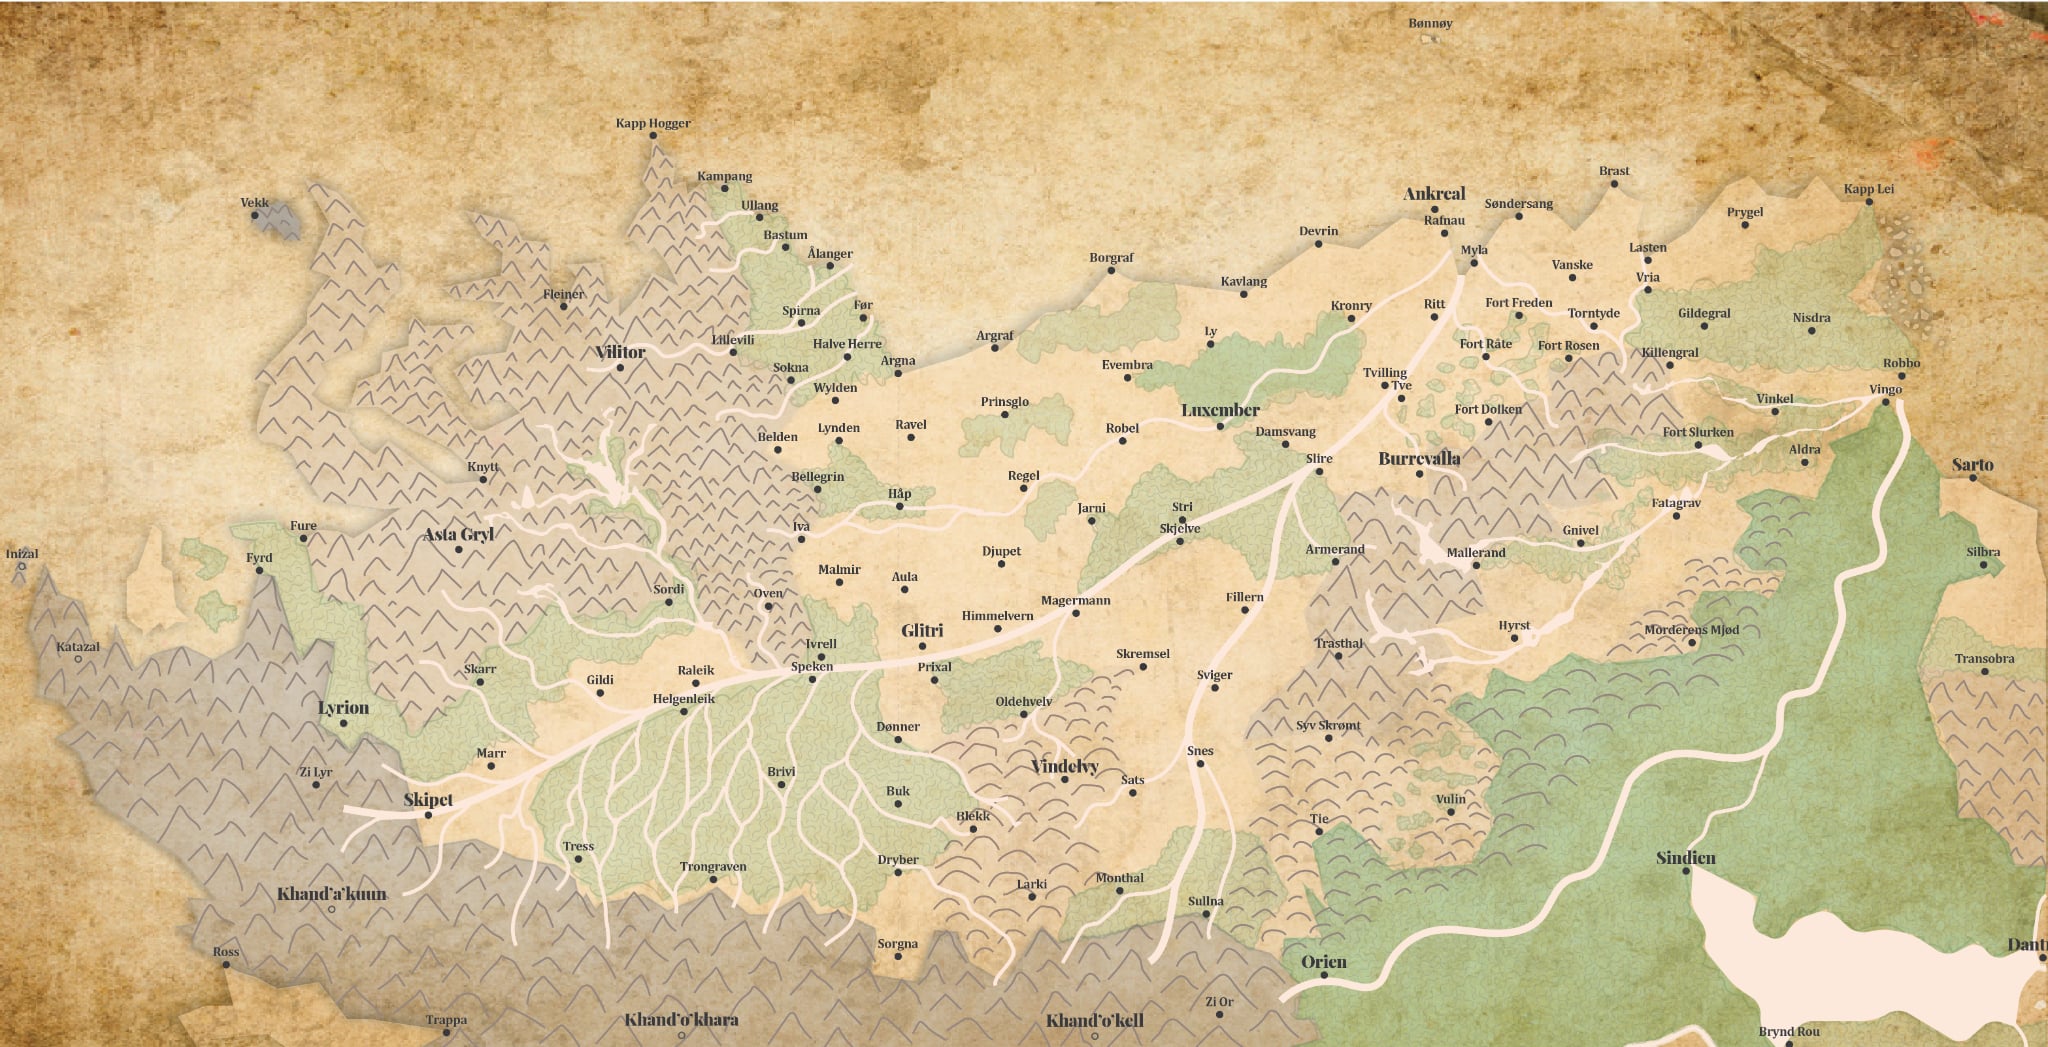 Bønnøy
Kapp Hogger
Kampang
Brast
Kapp Lei
Ankreal
Vekk
Ullang
Søndersang
Prygel
Rafnau
Devrin
Bastum
Ålanger
Myla
Lasten
Borgraf
Vanske
Kavlang
Vria
Fleiner
Før
Kronry
Ritt
Fort Freden
Spirna
Torntyde
Gildegral
Nisdra
Lillevili
Argraf
Ly
Halve Herre
Fort Råte
Fort Rosen
Vilitor
Killengral
Argna
Evembra
Robbo
Sokna
Tvilling
Tve
Wylden
Vingo
Prinsglo
Vinkel
Luxember
Fort Dolken
Lynden
Ravel
Robel
Damsvang
Fort Slurken
Belden
Aldra
Slire
Burrevalla
Knytt
Sarto
Bellegrin
Regel
Håp
Fatagrav
Stri
Jarni
Fure
Iva
Skjelve
Gnivel
Asta Gryl
Inizal
Fyrd
Djupet
Armerand
Mallerand
Silbra
Malmir
Aula
Sordi
Oven
Magermann
Fillern
Himmelvern
Hyrst
Glitri
Morderens Mjød
Katazal
Ivrell
Trasthal
Skremsel
Transobra
Skarr
Raleik
Speken
Prixal
Gildi
Sviger
Helgenleik
Oldehvelv
Lyrion
Dønner
Syv Skrømt
Marr
Snes
Zi Lyr
Brivi
Vindelvy
Sats
Buk
Skipet
Vulin
Blekk
Tie
Tress
Trongraven
Dryber
Sindien
Monthal
Khand'a'kuun
Larki
Sullna
Sorgna
Ross
Orien
Zi Or
Trappa
Khand'o'khara
Khand'o'kell
Brynd Rou